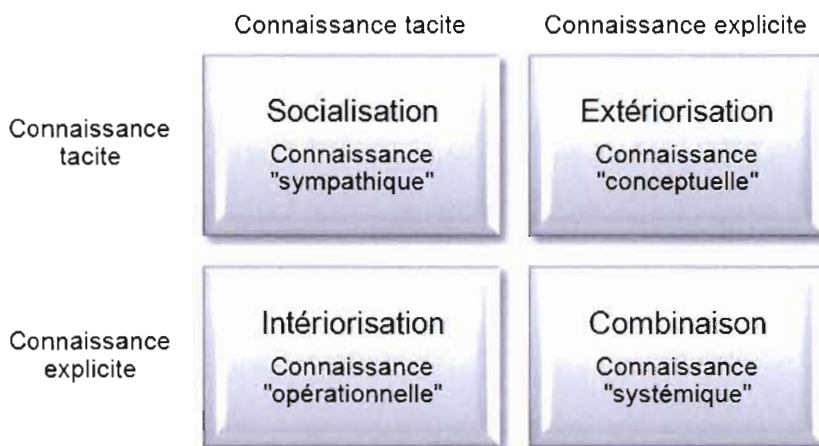 Connaissance tacite
Connaissance explicite
Connaissance
tacite
Socialisation
Connaissance
"sympathique"
Extériorisation
Connaissance
"conceptuelle"
Connaissance
explicite
Intériorisation
Connaissance
"opérationnelle"
Combinaison
Connaissance
"systémique"